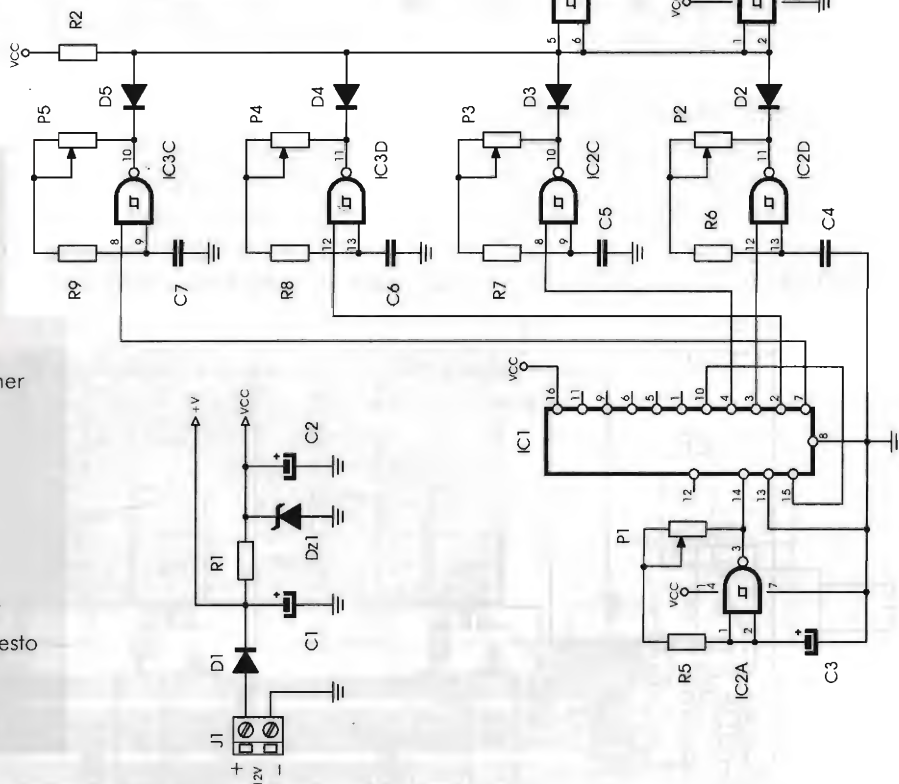 VCC
R2
5
6
VCC
1
2
D5
D4
D3
D2
P5
P4
P3
P2
10
IC3C
11
IC3D
10
IC2C
11
IC2D
8
9
12
13
8
9
12
13
R9
C7
R8
C6
R7
C5
R6
C4
ner
esto
+V
VCC
C2
Dz1
R1
C1
D1
J1
+
12V
-
VCC
16
11
9
6
5
1
10
4
3
2
7
IC1
8
12
14
13
15
P1
VCC
14
3
7
1
2
R5
IC2A
+
C3
+
+